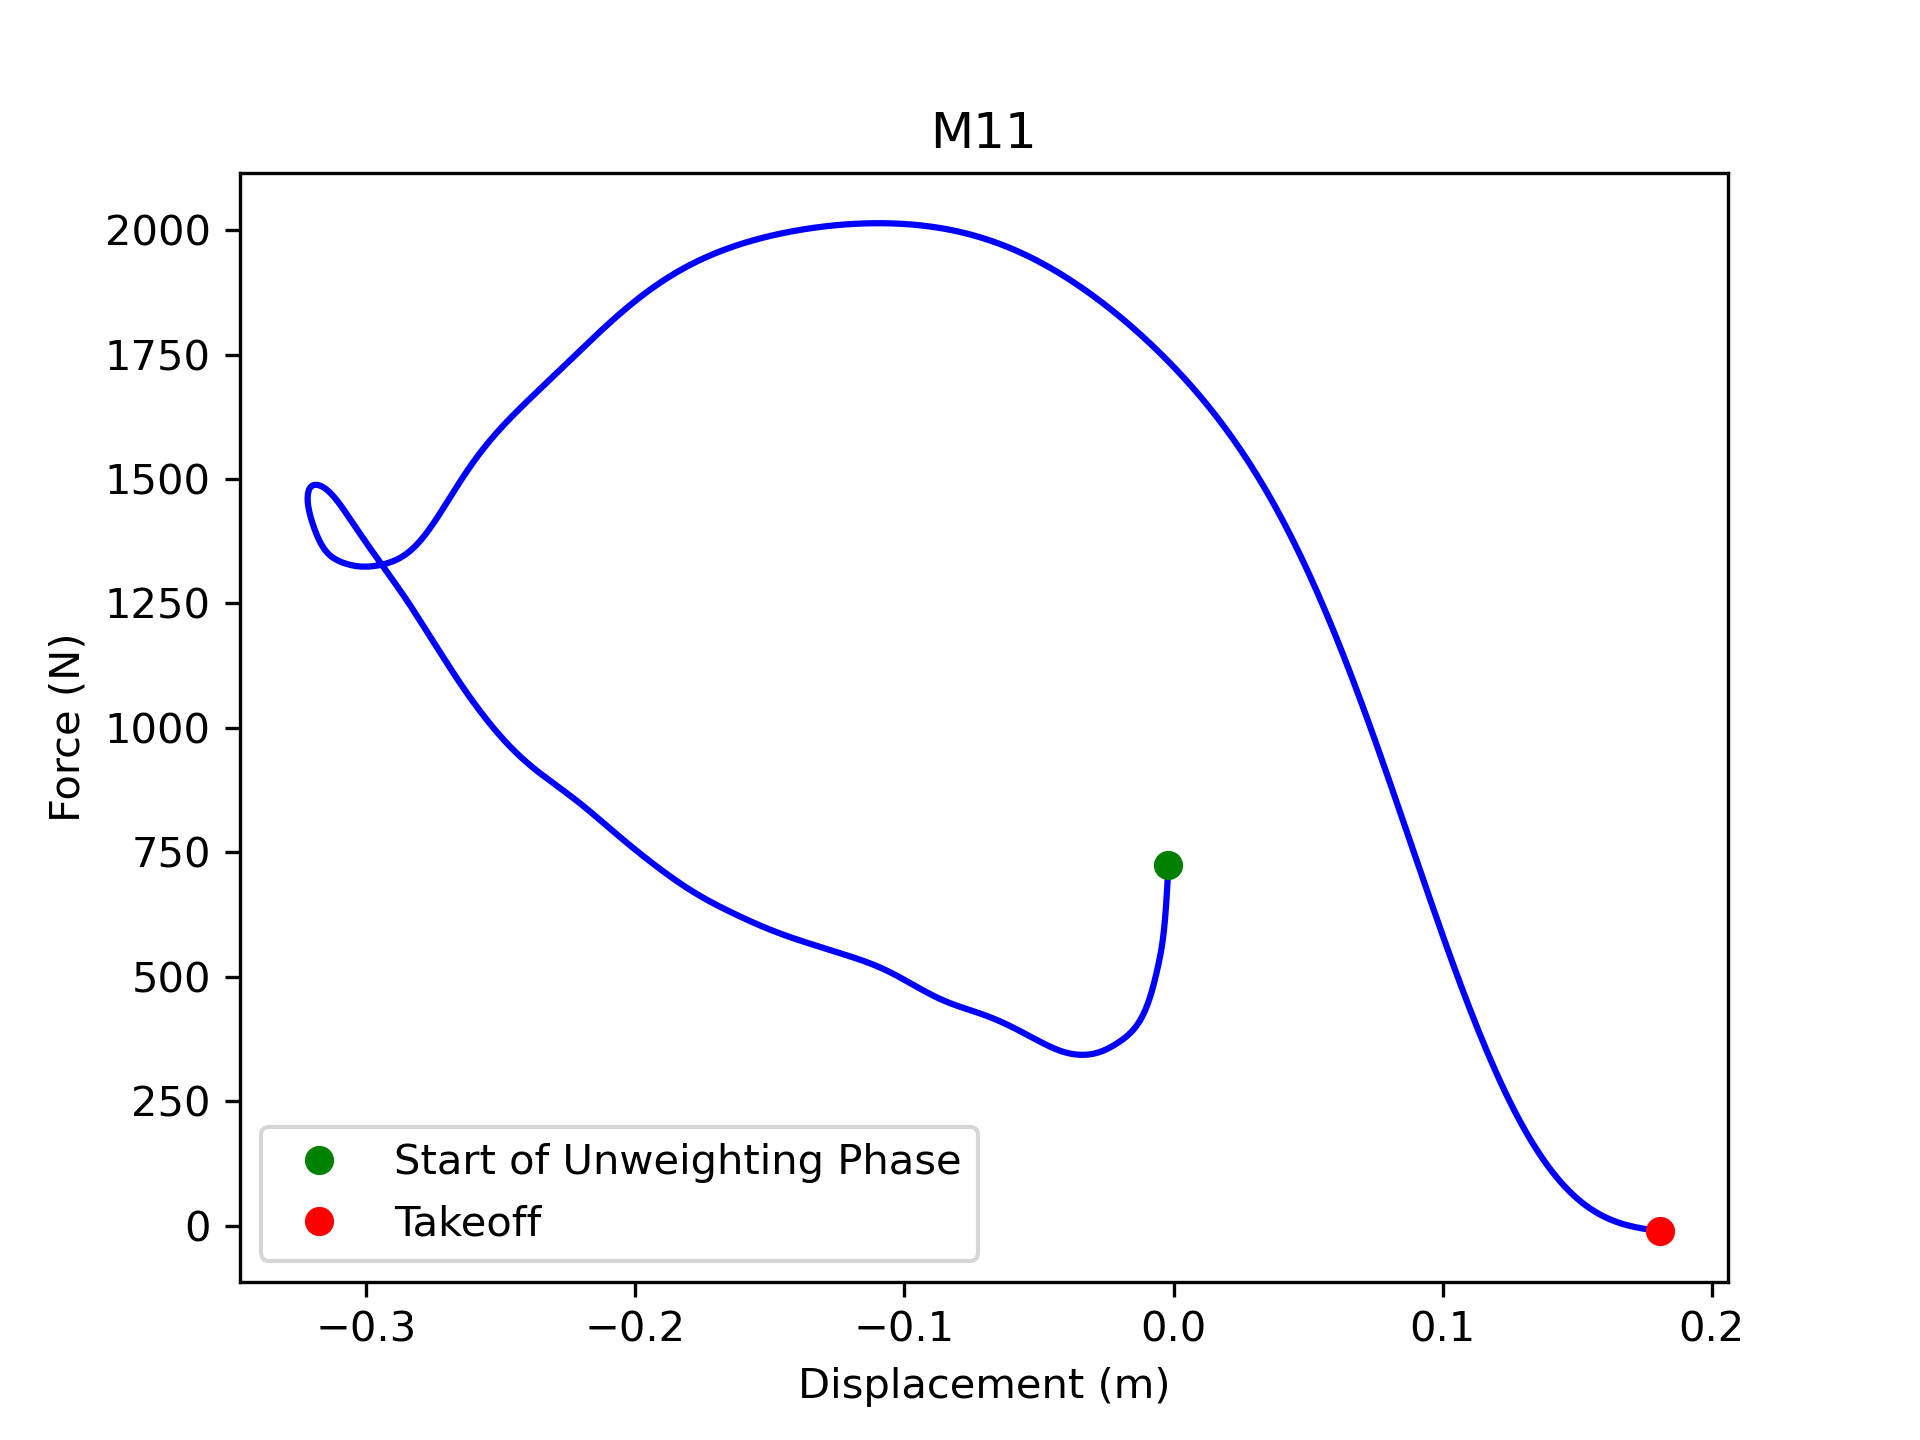 M11
2000
1750
1500
1250
1000
750
500
250
0
Force (N)
Start of Unweighting Phase
Takeoff
−0.3 −0.2 −0.1 0.0 0.1 0.2
Displacement (m)